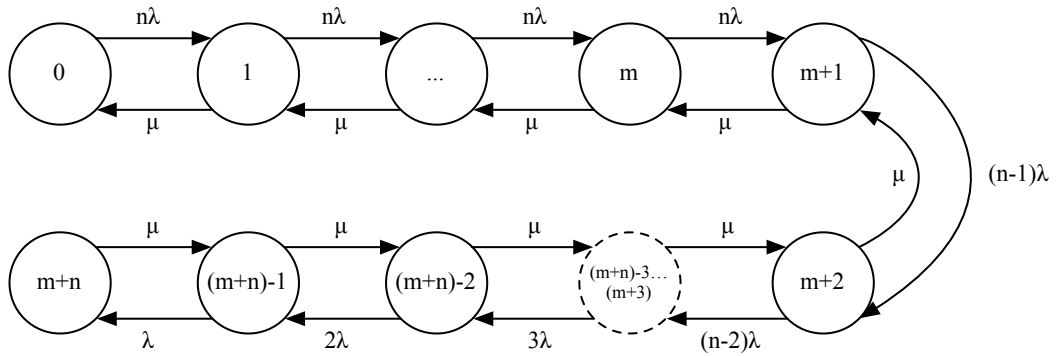 nλ nλ nλ nλ
0 1 ... m m+1
μ μ μ μ
μ (n-1)λ
μ μ μ μ
m+n (m+n)-1 (m+n)-2 (m+n)-3... m+2
(m+3)
λ 2λ 3λ (n-2)λ